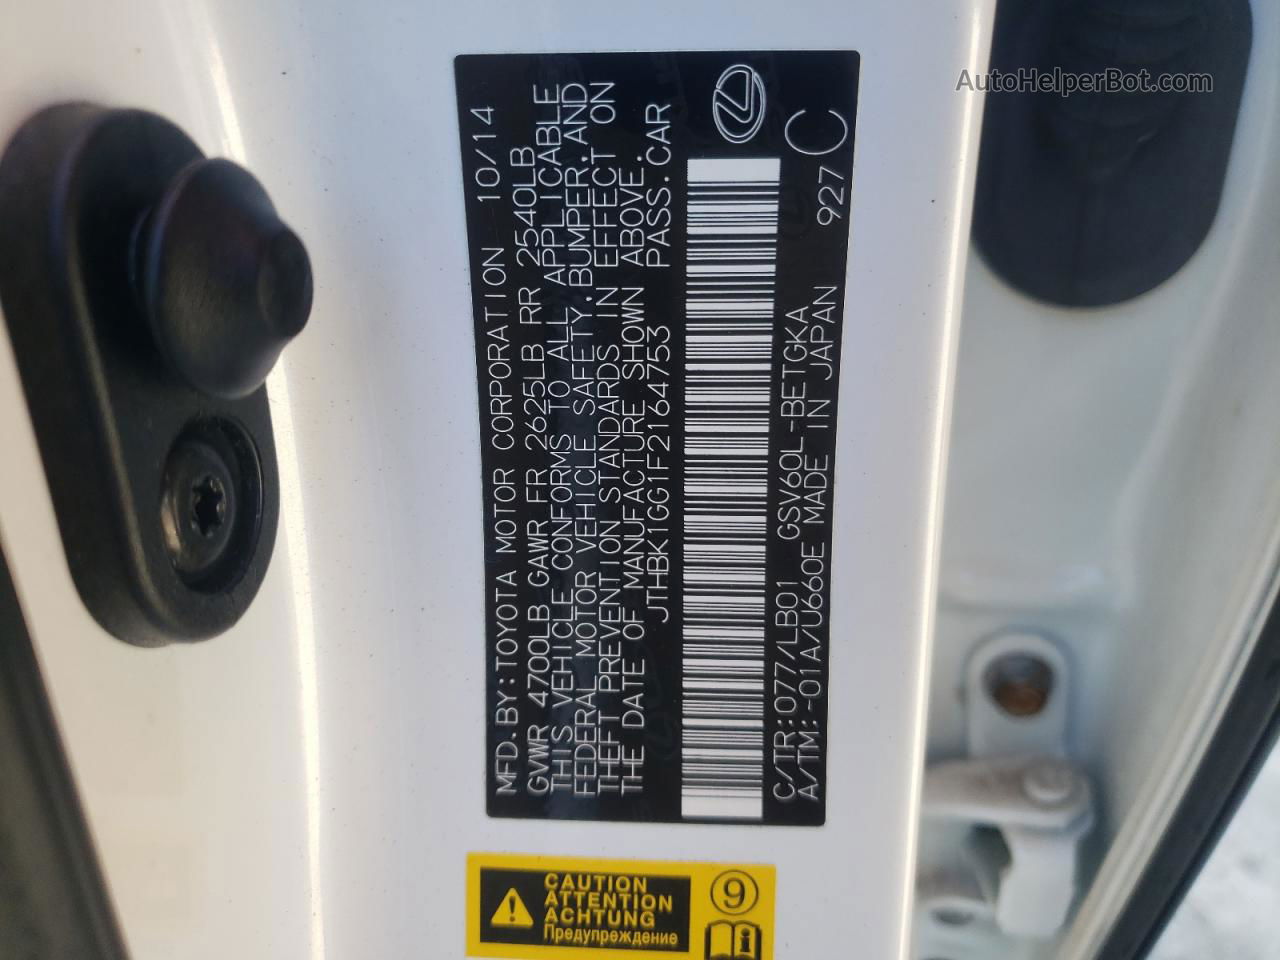 AutoHelperBot.com
MFD.BY:TOYOTA MOTOR CORPORATION 10/14
GVWR 4700LB GAWR FR 2625LB RR 2540LB
THIS VEHICLE CONFORMS TO ALL APPLICABLE
FEDERAL MOTOR VEHICLE SAFETY,BUMPER,AND
THEFT PREVENTION STANDARDS IN EFFECT ON
THE DATE OF MANUFACTURE SHOWN ABOVE.
JTHBK1GG1F2164753 PASS.CAR
C/TR:077/LB01 GSV60L-BETGKA 927
A/TM:-01A/U660E MADE IN JAPAN
C
CAUTION
ATTENTION
ACHTUNG
Предупреждение
9
i